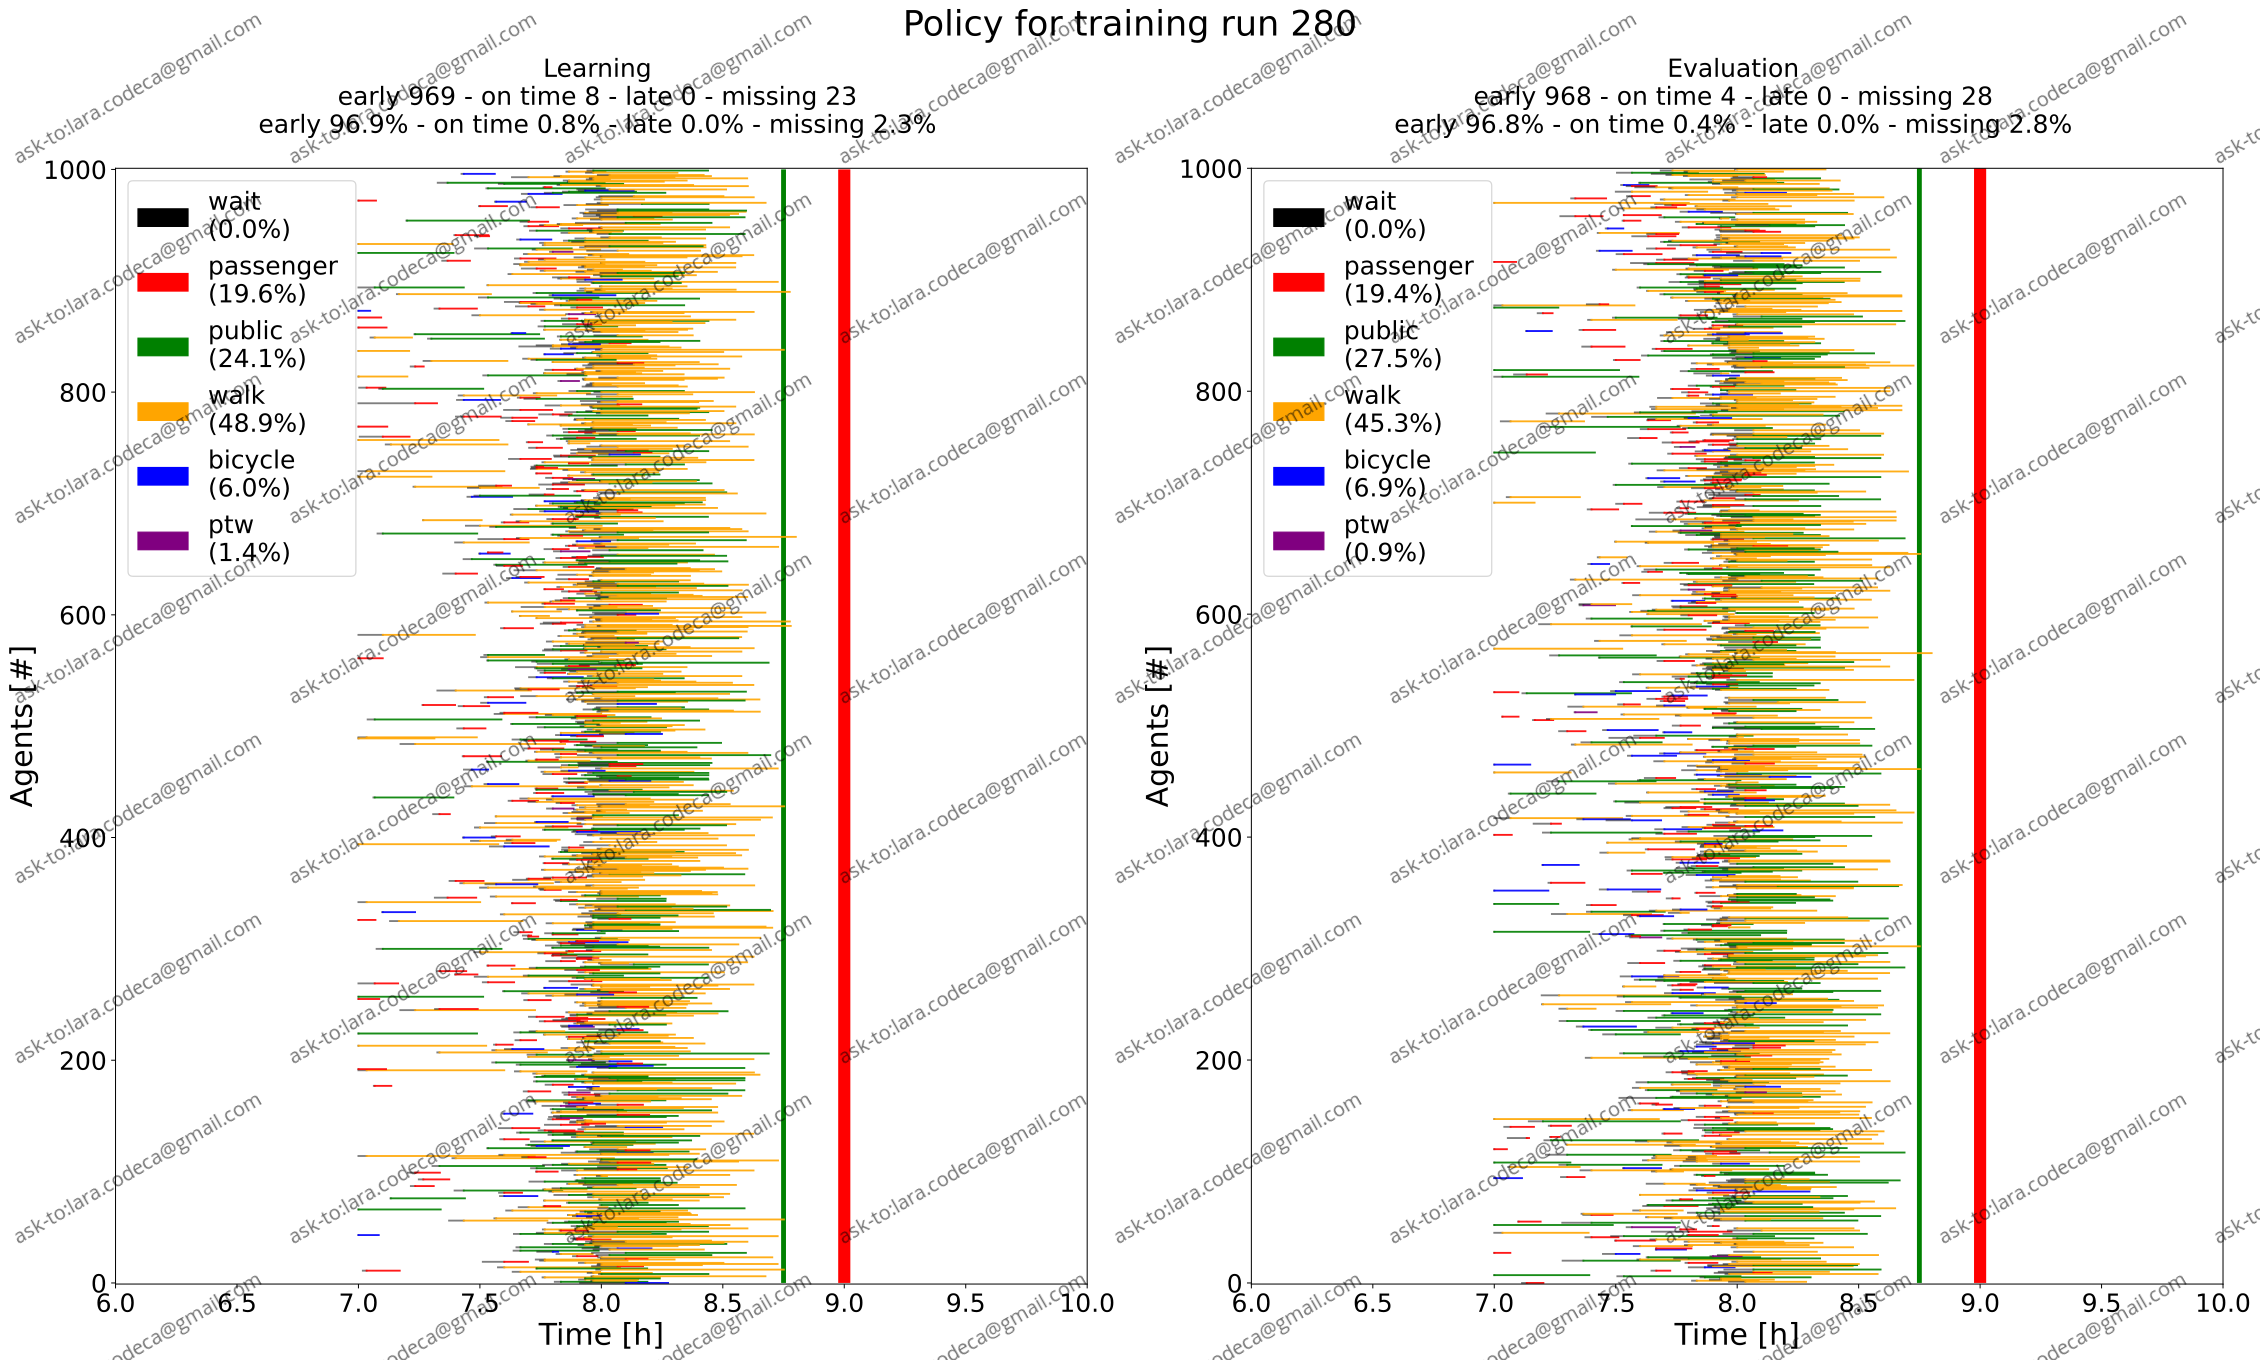 Policy for training run 280
Learning
early 969 - on time 8 - late 0 - missing 23
early 96.9% - on time 0.8% - late 0.0% - missing 2.3%
1000
800
600
400
200
0
Agents [#]
wait
(0.0%)
passenger
(19.6%)
public
(24.1%)
walk
(48.9%)
bicycle
(6.0%)
ptw
(1.4%)
6.0 6.5 7.0 7.5 8.0 8.5 9.0 9.5 10.0
Time [h]
Evaluation
early 968 - on time 4 - late 0 - missing 28
early 96.8% - on time 0.4% - late 0.0% - missing 2.8%
1000
800
600
400
200
0
Agents [#]
wait
(0.0%)
passenger
(19.4%)
public
(27.5%)
walk
(45.3%)
bicycle
(6.9%)
ptw
(0.9%)
6.0 6.5 7.0 7.5 8.0 8.5 9.0 9.5 10.0
Time [h]
ask-to:lara.codeca@gmail.com